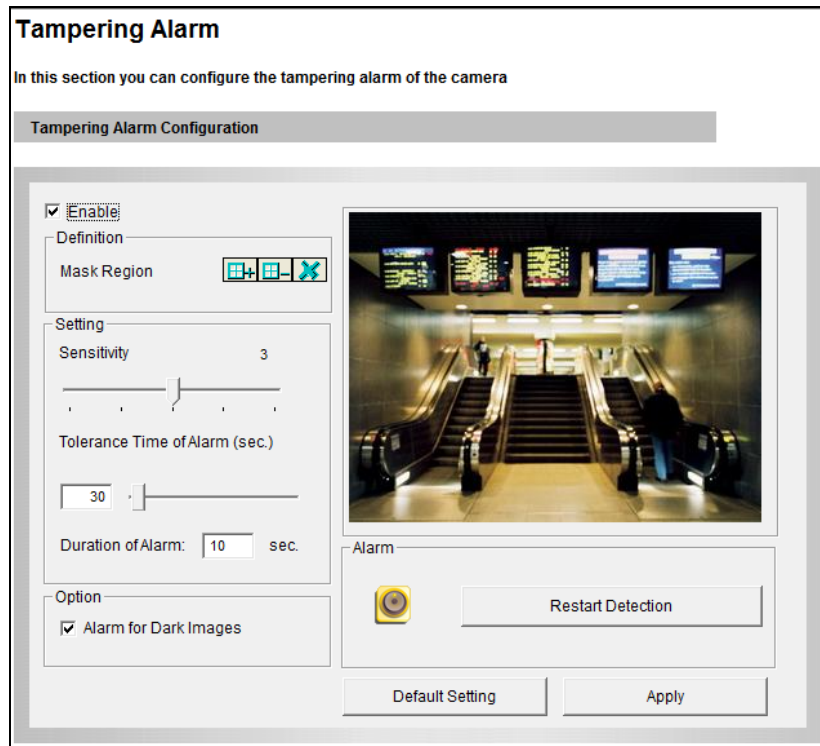 Tampering Alarm
In this section you can configure the tampering alarm of the camera
Tampering Alarm Configuration
Enable
Definition
Mask Region
Setting
Sensitivity 3
Tolerance Time of Alarm (sec.)
30
Duration of Alarm: 10 sec.
Option
Alarm for Dark Images
Alarm
Restart Detection
Default Setting
Apply